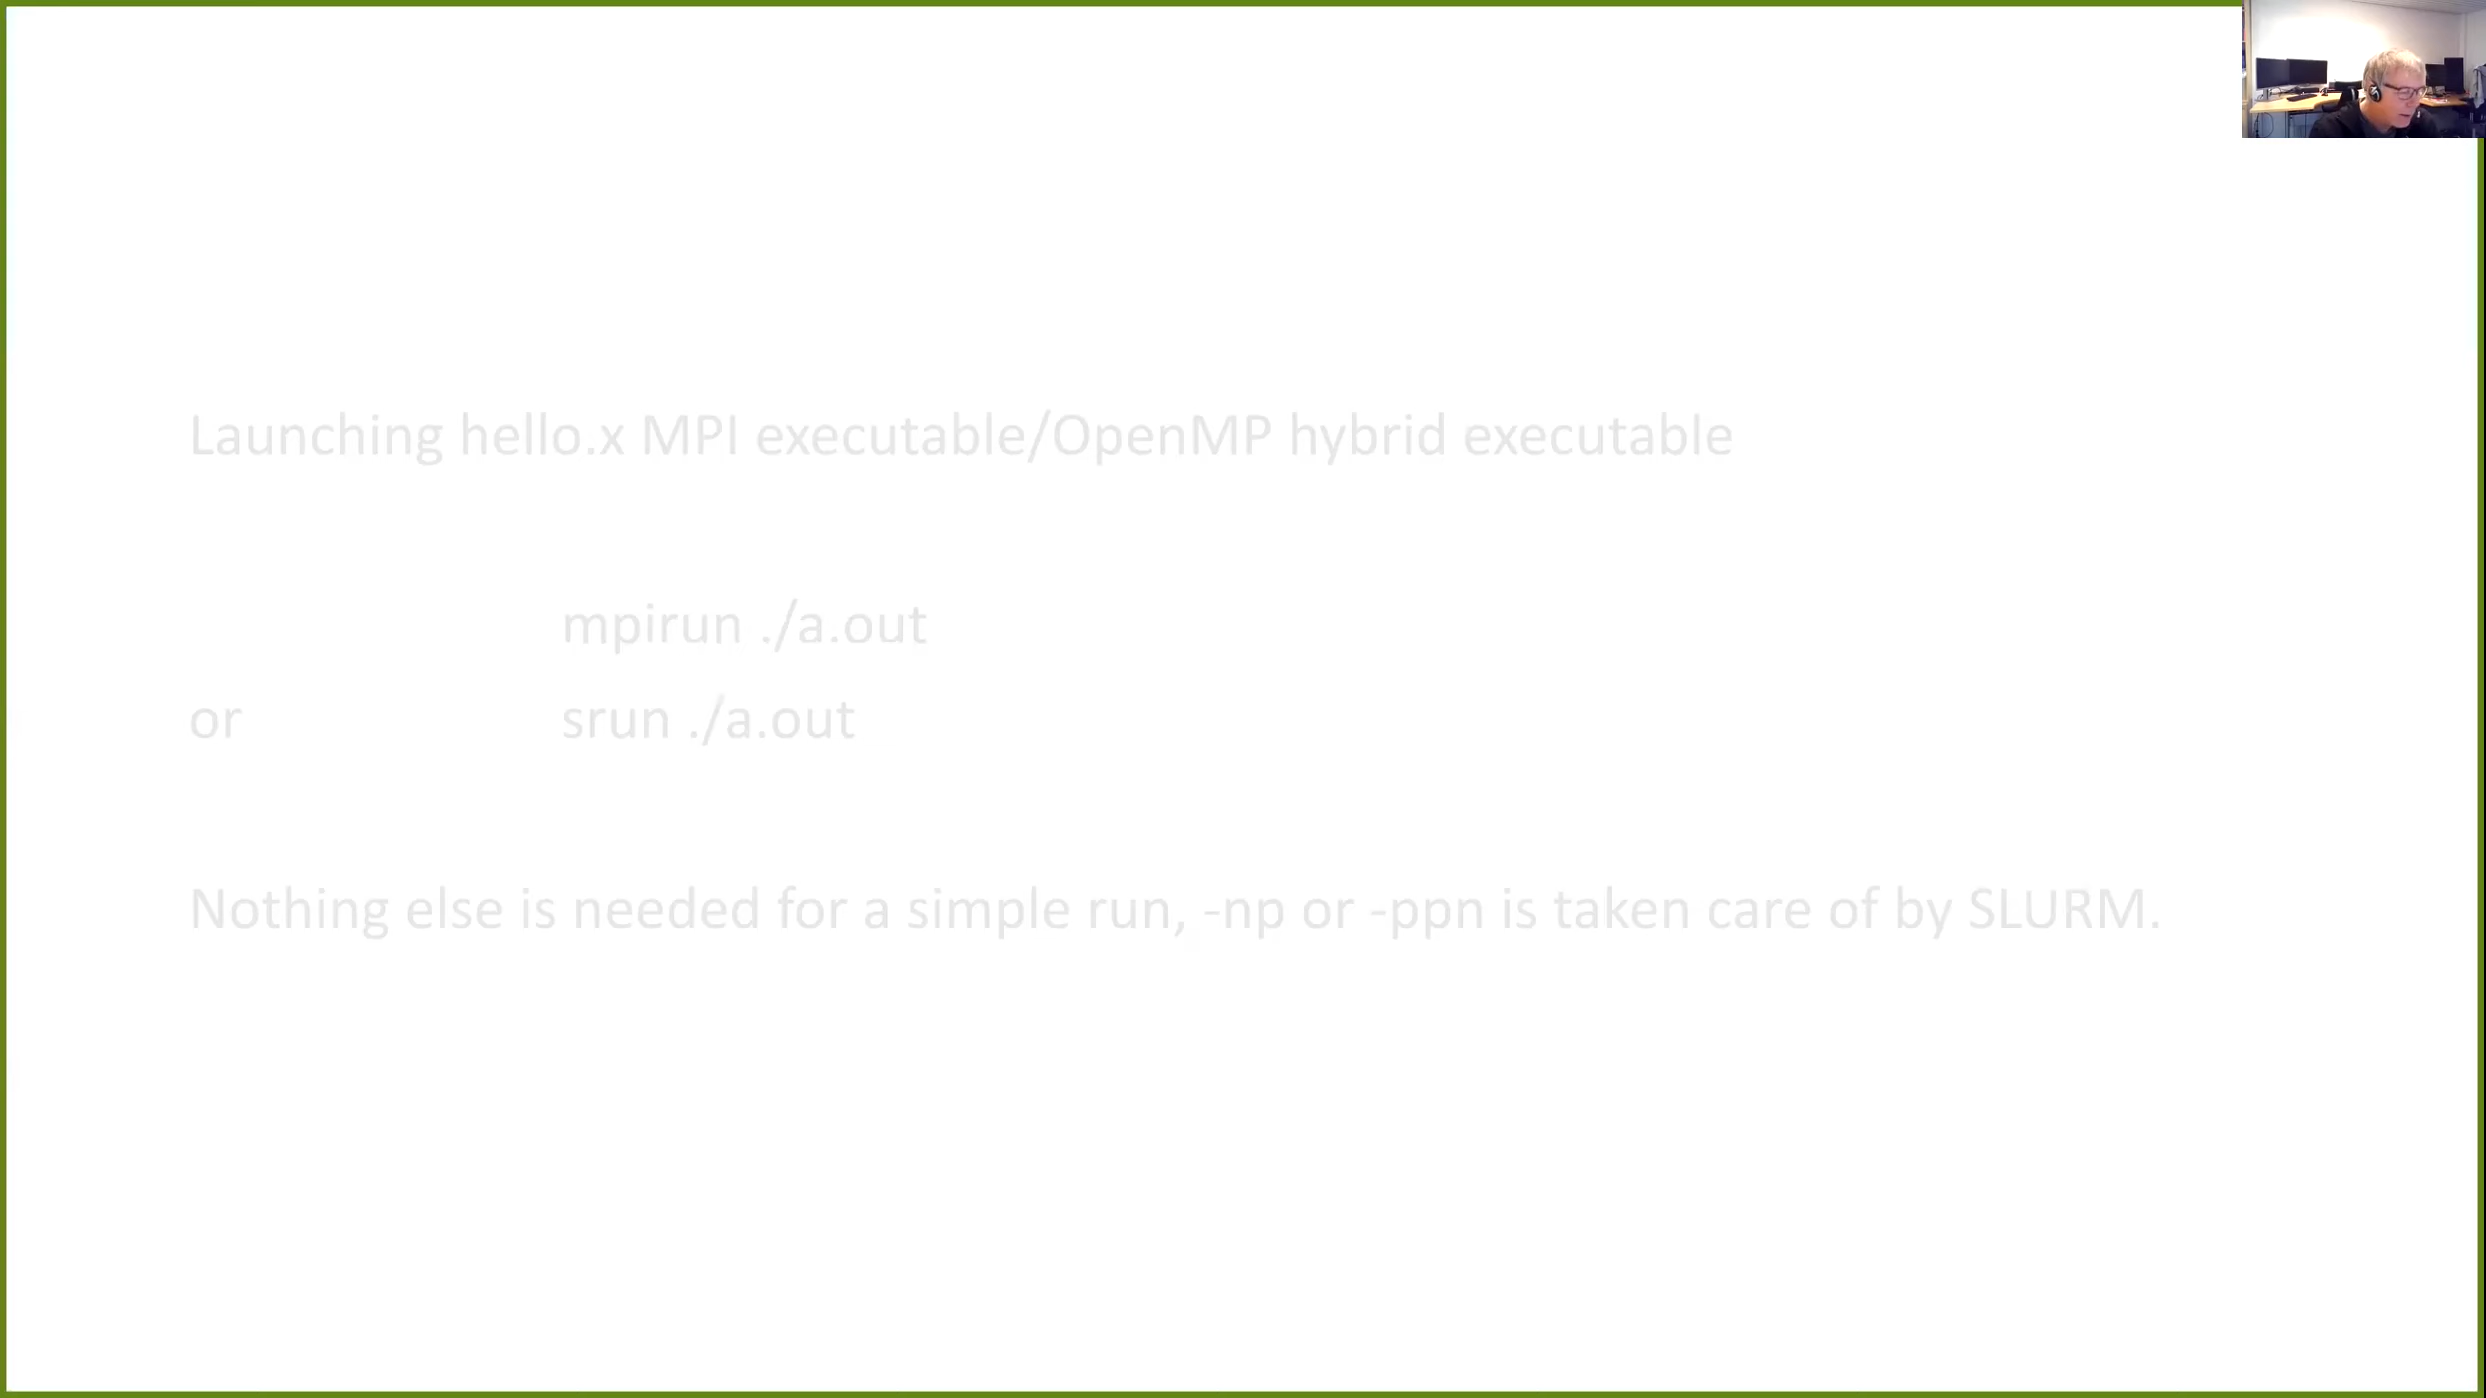 Launching hello.x MPI executable/OpenMP hybrid executable
mpirun ./a.out
or srun ./a.out
Nothing else is needed for a simple run, -np or -ppn is taken care of by SLURM.